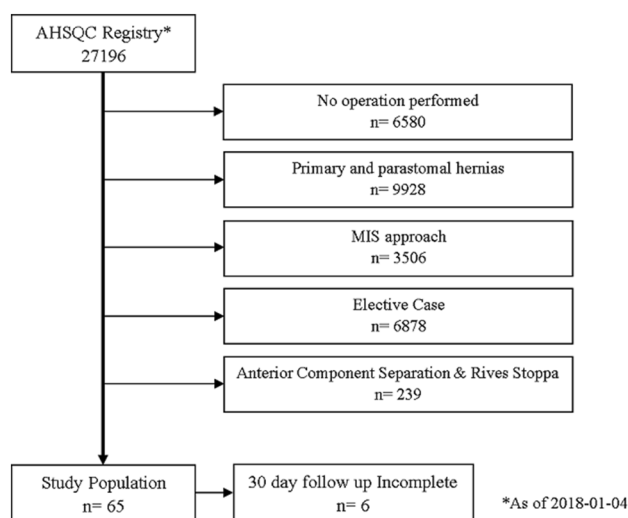 AHSQC Registry*
27196
No operation performed
n= 6580
Primary and parastomal hernias
n= 9928
MIS approach
n= 3506
Elective Case
n= 6878
Anterior Component Separation & Rives Stoppa
n= 239
Study Population
n= 65
30 day follow up Incomplete
n= 6
*As of 2018-01-04